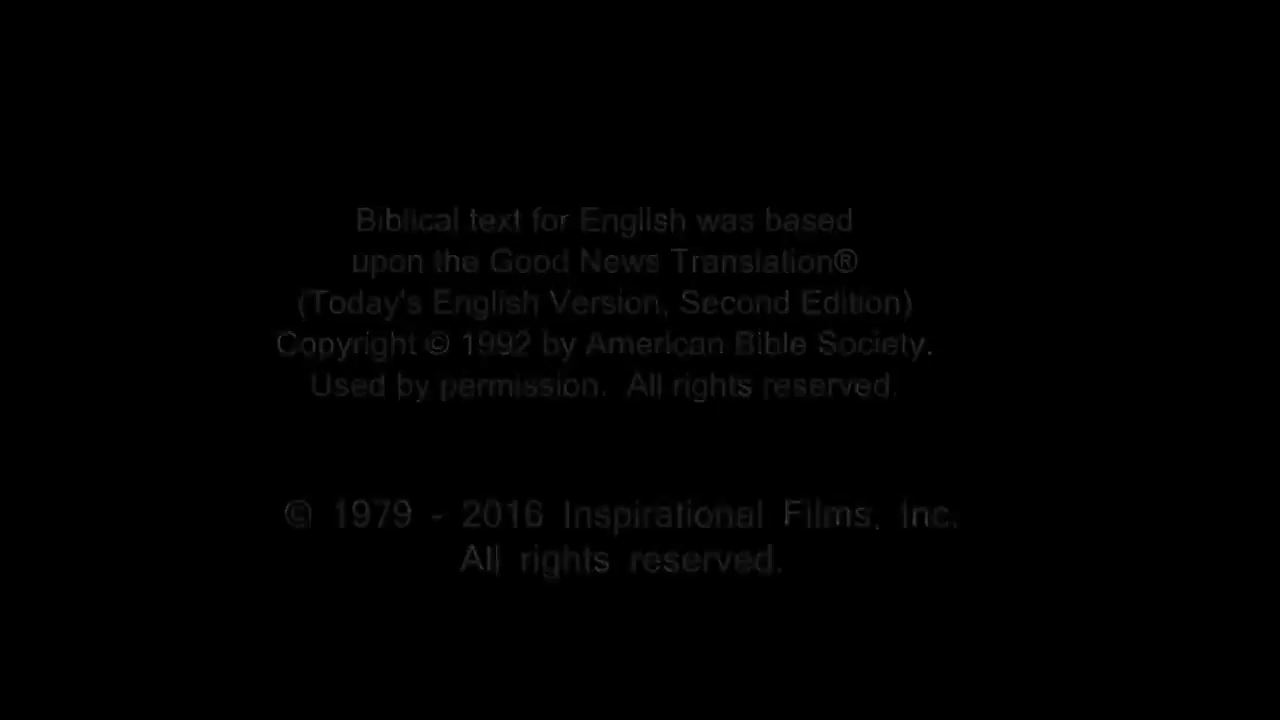 Biblical text for English was based
upon the Good News Translation®
(Today's English Version, Second Edition)
Copyright © 1992 by American Bible Society.
Used by permission. All rights reserved.
© 1979 - 2016 Inspirational Films, Inc.
All rights reserved.